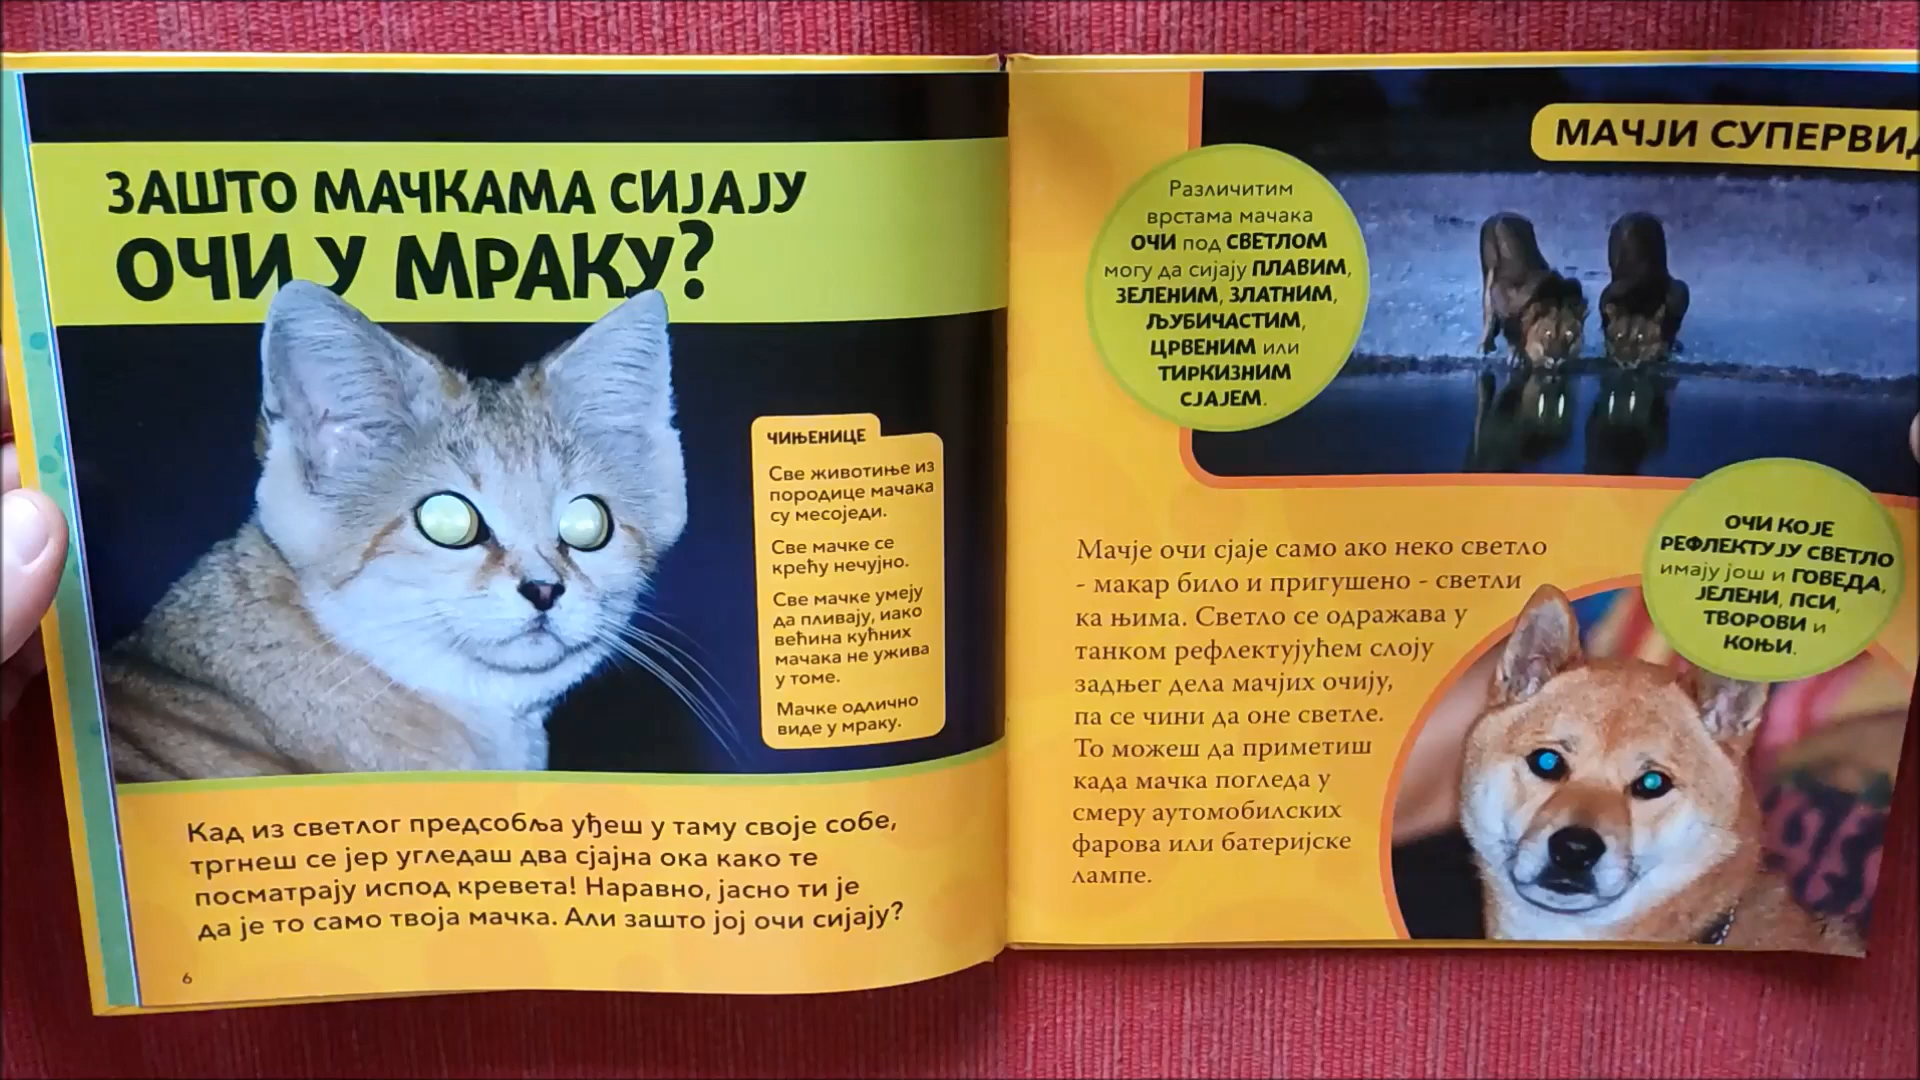 ЗАШТО МАЧКАМА СИЈАЈУ
ОЧИ У МРАКУ?
ЧИЊЕНИЦЕ
Све животиње из
породице мачака
су месоједи.
Све мачке се
крећу нечујно.
Све мачке умеју
да пливају, иако
већина кућних
мачака не ужива
у томе.
Мачке одлично
виде у мраку.
Кад из светлог предсобља уђеш у таму своје собе,
тргнеш се јер угледаш два сјајна ока како те
посматрају испод кревета! Наравно, јасно ти је
да је то само твоја мачка. Али зашто јој очи сијају?
6
МАЧЈИ
Различитим
врстама мачака
ОЧИ под СВЕТЛОМ
могу да сијају ПЛАВИМ,
ЗЕЛЕНИМ, ЗЛАТНИМ,
ЉУБИЧАСТИМ,
ЦРВЕНИМ или
ТИРКИЗНИМ
СЈАЈЕМ.
Мачје очи сјаје само ако неко светло
- макар било и пригушено - светли
ка њима. Светло се одражава у
танком рефлектујућем слоју
задњег дела мачјих очију,
па се чини да оне светле.
То можеш да приметиш
када мачка погледа у
смеру аутомобилских
фарова или батеријске
лампе.
ОЧИ КОЈЕ
РЕФЛЕКТУЈУ СВЕТЛО
имају још и ГОВЕДА,
ЈЕЛЕНИ, ПСИ,
ТВОРОВИ и
КОЊИ.